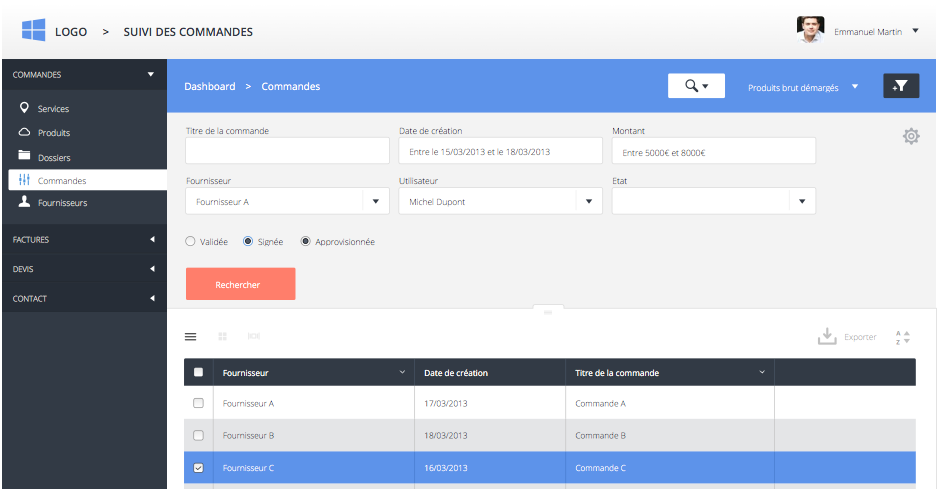 LOGO > SUIVI DES COMMANDES
Emmanuel Martin
COMMANDES
Services
Produits
Dossiers
Commandes
Fournisseurs
FACTURES
DEVIS
CONTACT
Dashboard > Commandes
Produits brut démargés
Titre de la commande
Date de création
Montant
Entre le 15/03/2013 et le 18/03/2013
Entre 5000€ et 8000€
Fournisseur
Utilisateur
Etat
Fournisseur A
Michel Dupont
Validée
Signée
Approvisionnée
Rechercher
Exporter
A
Z
Fournisseur Date de création Titre de la commande
Fournisseur A 17/03/2013 Commande A
Fournisseur B 18/03/2013 Commande B
Fournisseur C 16/03/2013 Commande C